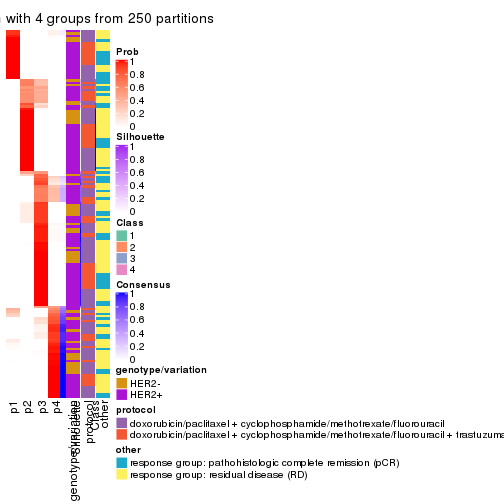 with 4 groups from 250 partitions
Prob
1
0.8
0.6
0.4
0.2
0
Silhouette
1
0.8
0.6
0.4
0.2
0
Class
1
2
3
4
Consensus
1
0.8
0.6
0.4
0.2
0
genotype/variation
HER2-
HER2+
protocol
doxorubicin/paclitaxel + cyclophosphamide/methotrexate/fluorouracil
doxorubicin/paclitaxel + cyclophosphamide/methotrexate/fluorouracil + trastuzuma
other
response group: pathohistologic complete remission (pCR)
response group: residual disease (RD)
p1
p2
p3
p4
genotype/variation
Silhouette
protocol
Class
other